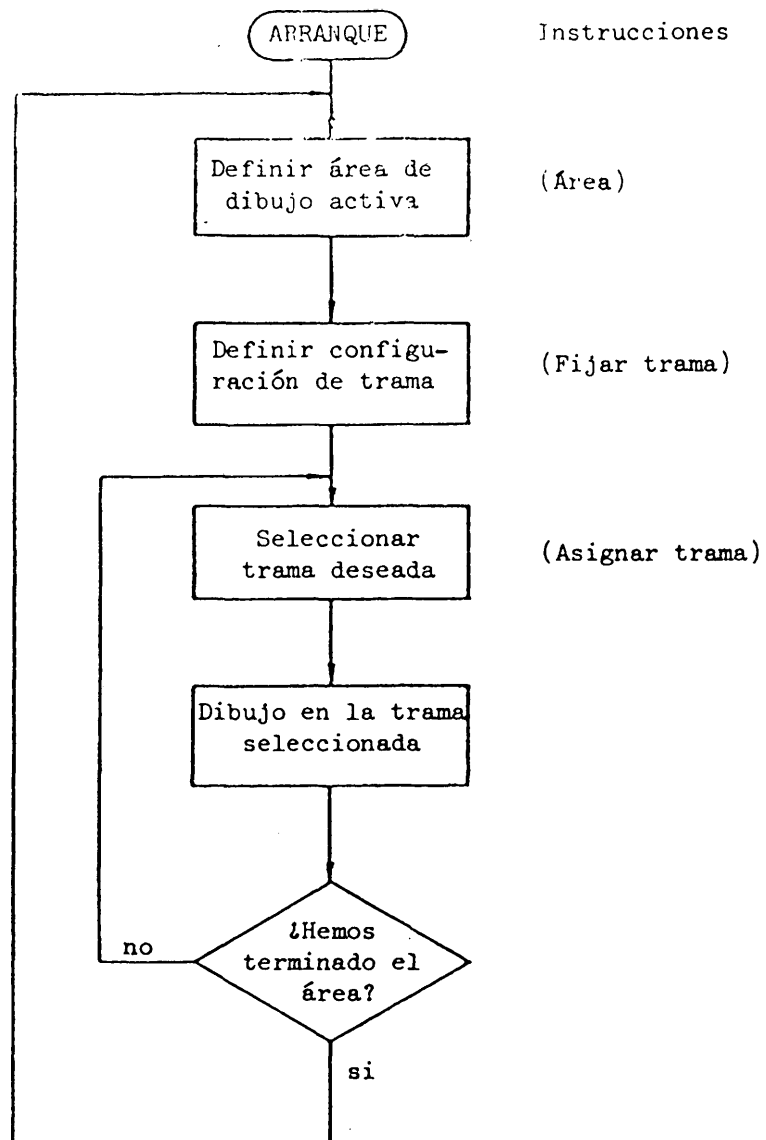 ARRANQUE
Instrucciones
Definir área de
dibujo activa
(Área)
Definir configu-
ración de trama
(Fijar trama)
Seleccionar
trama deseada
(Asignar trama)
Dibujo en la trama
seleccionada
¿Hemos
terminado el
área?
no
si